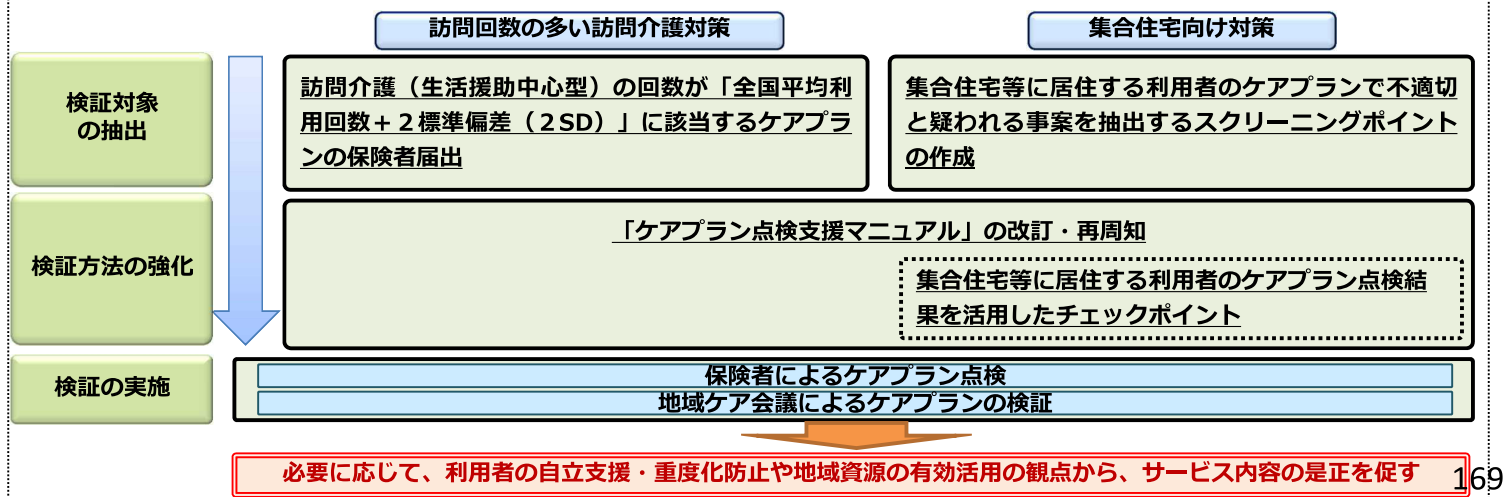 訪問回数の多い訪問介護対策
集合住宅向け対策
検証対象
の抽出
訪問介護（生活援助中心型）の回数が「全国平均利
用回数＋２標準偏差（２SD）」に該当するケアプラ
ンの保険者届出
集合住宅等に居住する利用者のケアプランで不適切
と疑われる事案を抽出するスクリーニングポイント
の作成
検証方法の強化
「ケアプラン点検支援マニュアル」の改訂・再周知
集合住宅等に居住する利用者のケアプラン点検結
果を活用したチェックポイント
検証の実施
保険者によるケアプラン点検
地域ケア会議によるケアプランの検証
必要に応じて、利用者の自立支援・重度化防止や地域資源の有効活用の観点から、サービス内容の是正を促す
169